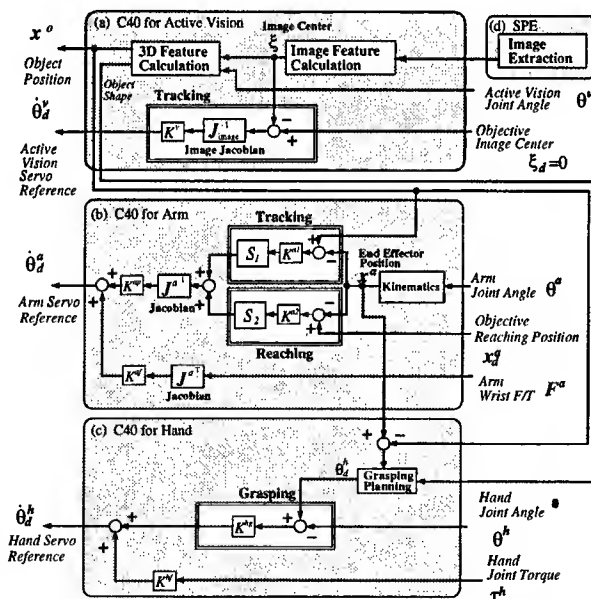 (a) C40 for Active Vision
(d) SPE
Image Center
ξ
3D Feature
Calculation
Image Feature
Calculation
Image
Extraction
x^o
Object
Position
Object
Shape
Active Vision
Joint Angle θ^v
Tracking
K^v
J^-1 image
Image Jacobian
−
+
θ̇_d^v
Active
Vision
Servo
Reference
Objective
Image Center
ξ_d=0
(b) C40 for Arm
Tracking
S_1
K^a1
+
−
End Effector
Position
x^a
Kinematics
Arm
Joint Angle θ^a
θ̇_d^a
Arm Servo
Reference
+
+
K^ap
J^a-1
Jacobian
+
+
S_2
K^a2
−
+
Reaching
Objective
Reaching Position
x_d^a
K^af
J^aT
Jacobian
Arm
Wrist F/T F^a
(c) C40 for Hand
+
−
θ_d^h
Grasping
Planning
Grasping
K^hp
+
−
Hand
Joint Angle
θ^h
θ̇_d^h
Hand Servo
Reference
+
+
K^hf
Hand
Joint Torque
τ^h